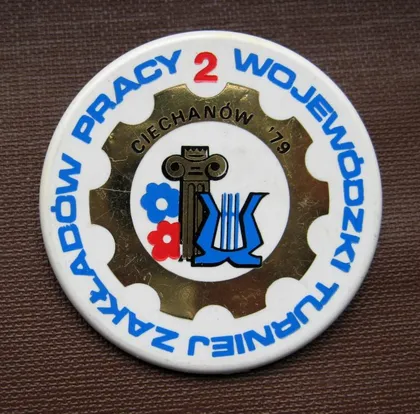 2 WOJEWÓDZKI TURNIEJ ZAKŁADÓW PRACY
CIECHANÓW '79